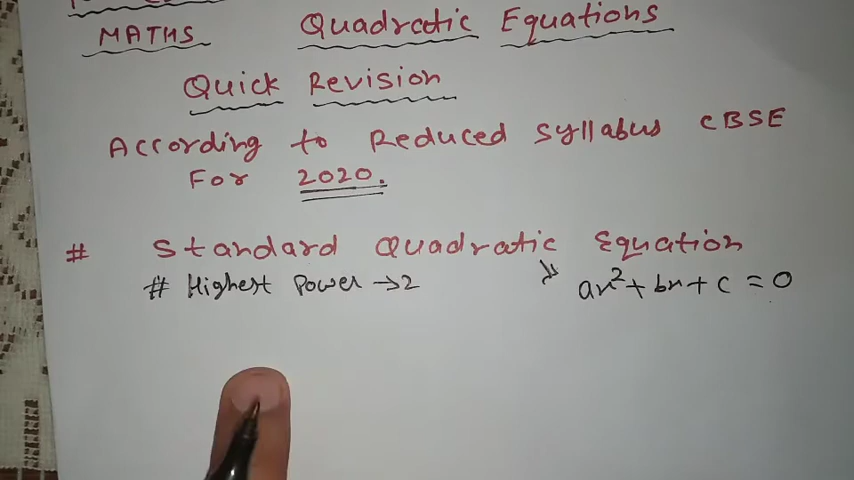 MATHS Quadratic Equations
Quick Revision
According to Reduced Syllabus CBSE
For 2020.
# Standard Quadratic Equation
# Highest Power → 2 ax² + bx + c = 0